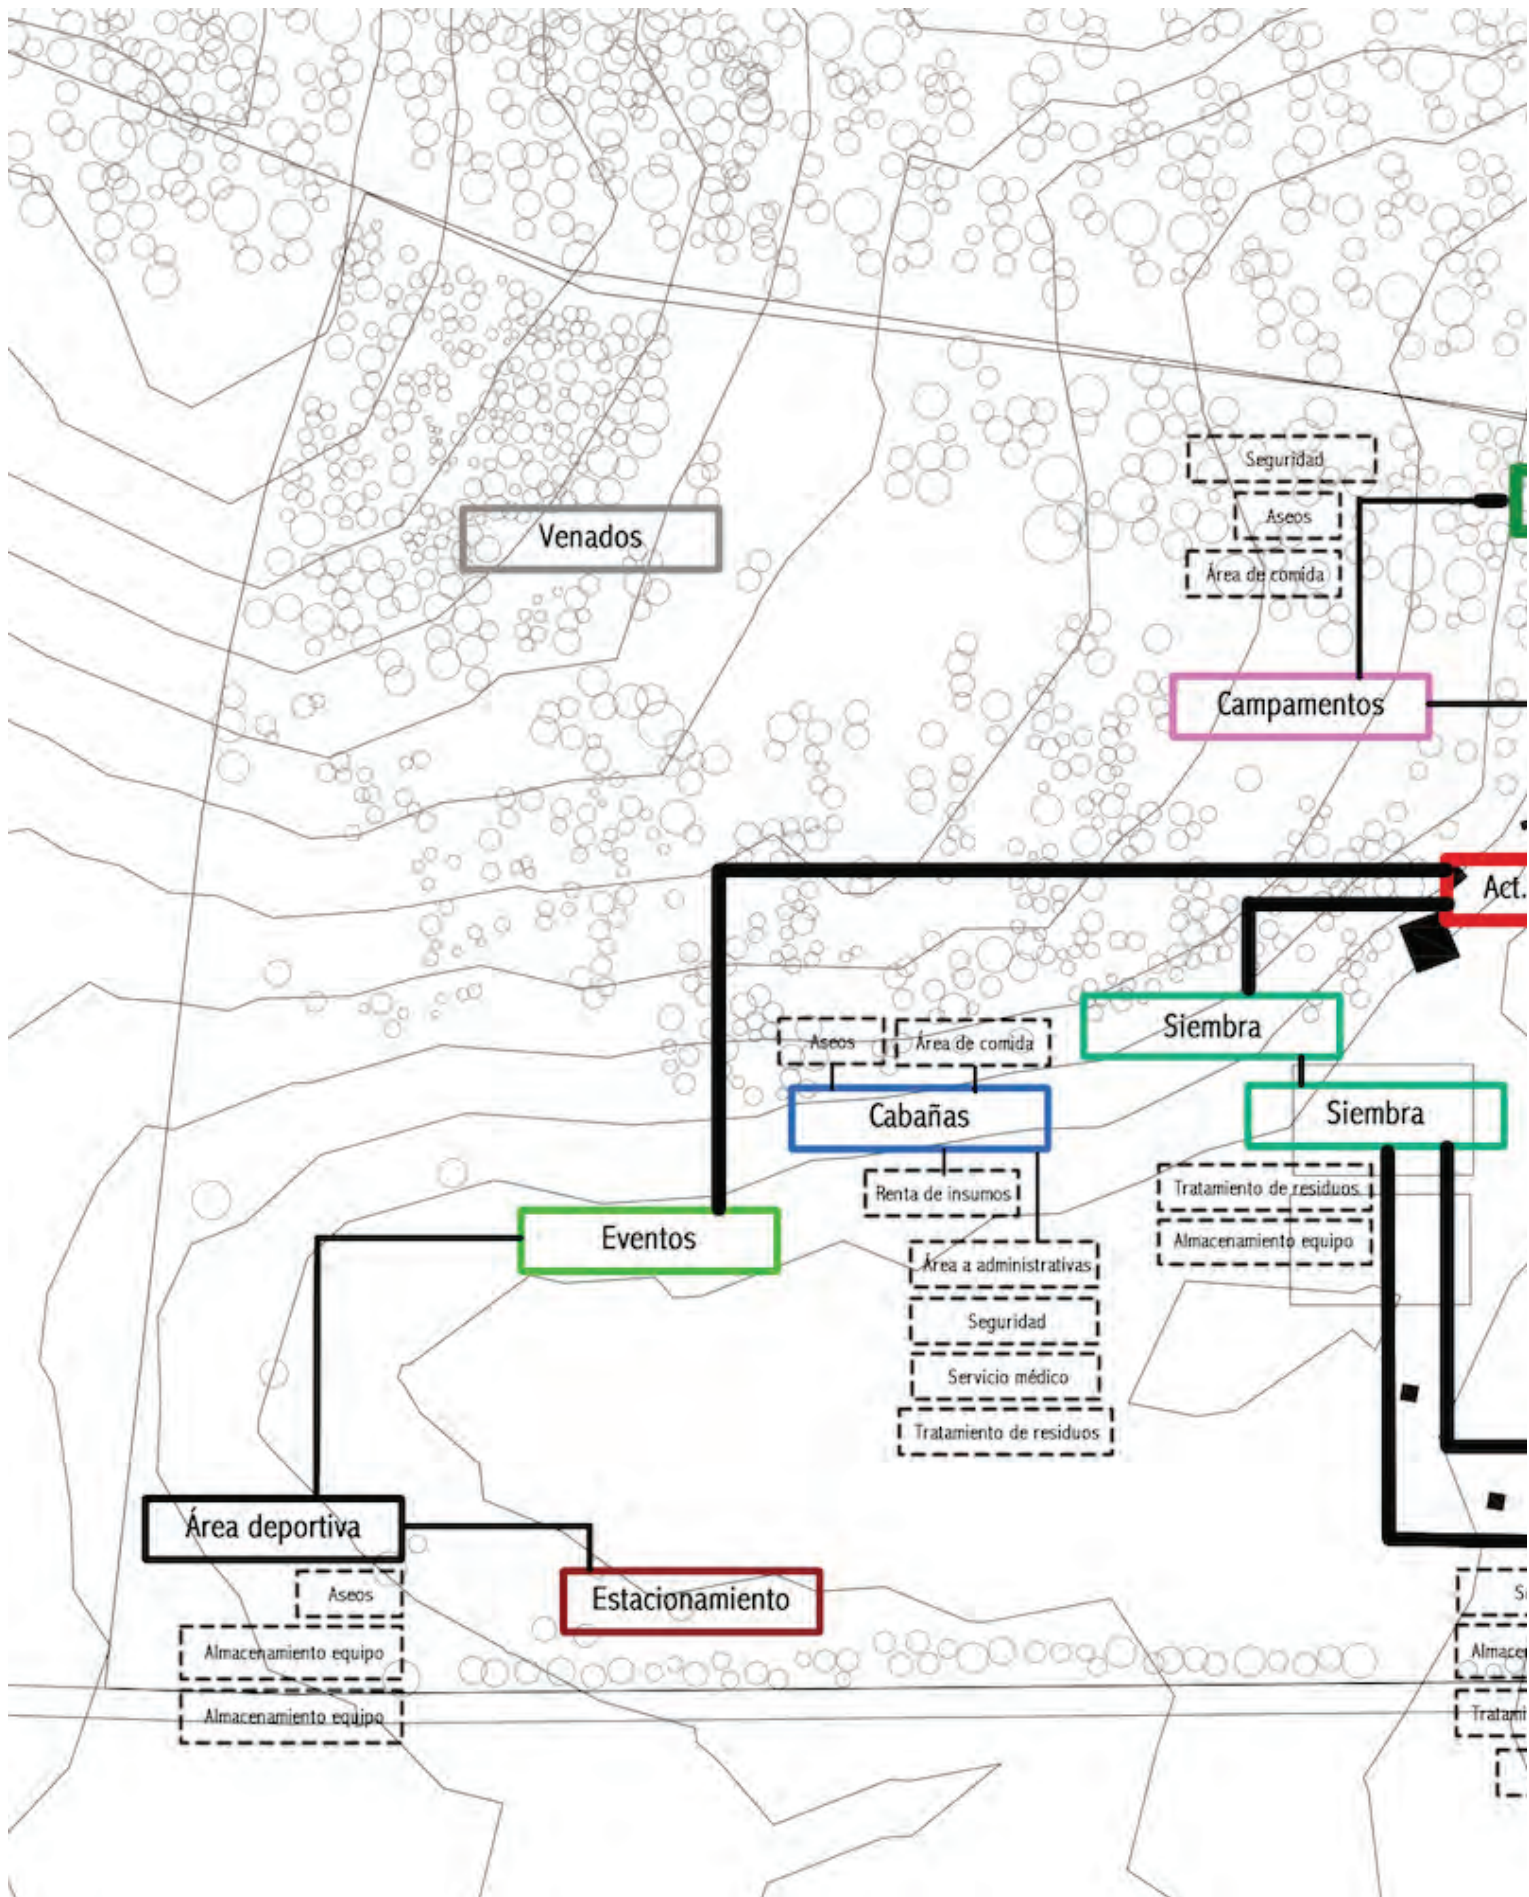 Seguridad
Aseos
Venados
Área de comida
Campamentos
Act.
Siembra
Aseos
Área de comida
Cabañas
Siembra
Renta de insumos
Tratamiento de residuos
Eventos
Almacenamiento equipo
Área a administrativas
Seguridad
Servicio médico
Tratamiento de residuos
Área deportiva
Aseos
Estacionamiento
Almacenamiento equipo
Almacenamiento equipo